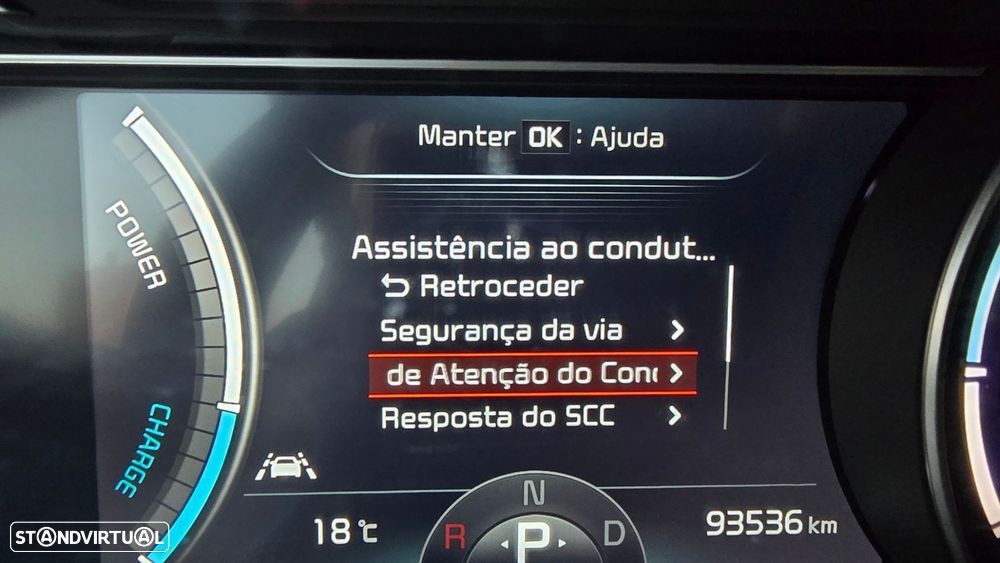 Manter OK : Ajuda
POWER
Assistência ao condut...
Retroceder
Segurança da via
de Atenção do Con
Resposta do SCC
CHARGE
N
R P D
18°c
93536 km
STANDVIRTUAL